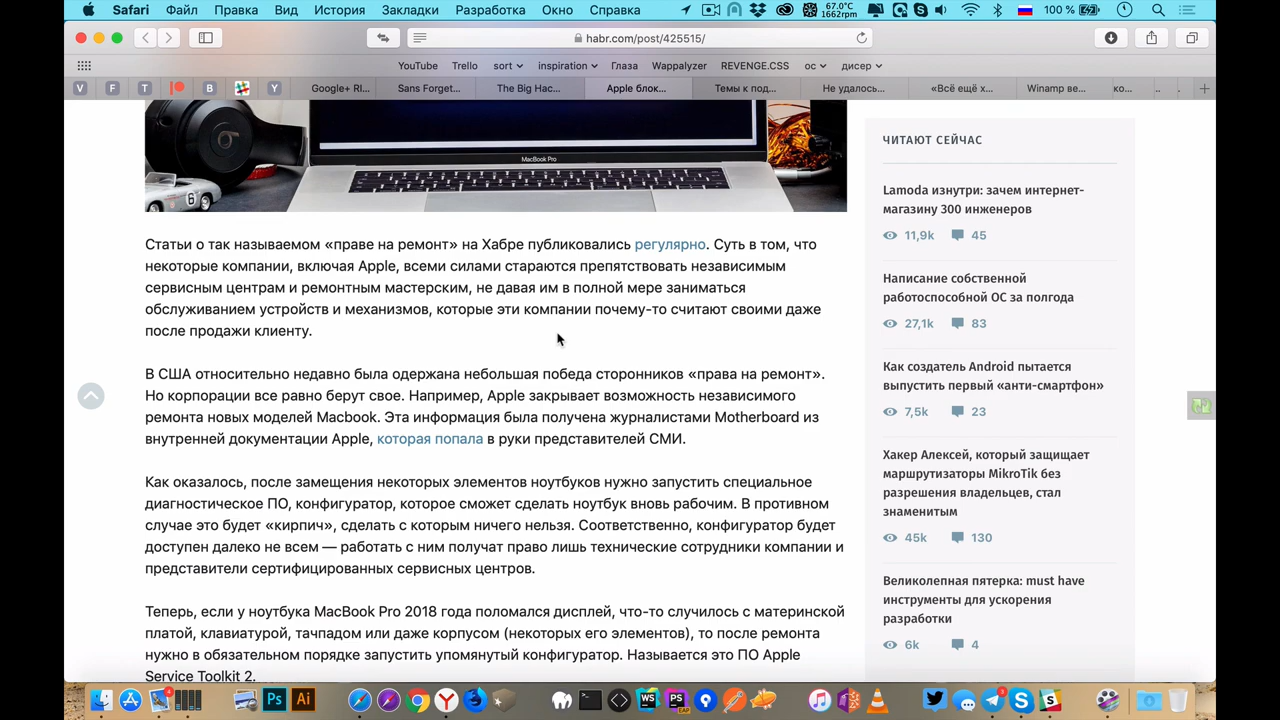 Safari Файл Правка Вид История Закладки Разработка Окно Справка 67.0°C 1662rpm 100 %
habr.com/post/425515/
YouTube Trello sort inspiration Глаза Wappalyzer REVENGE.CSS ос дисер
V F T B Y Google+ RI... Sans Forget... The Big Hac... Apple блок... Темы к под... Не удалось... «Всё ещё х... Winamp ве... ко... .. .
MacBook Pro
6
Статьи о так называемом «праве на ремонт» на Хабре публиковались регулярно. Суть в том, что
некоторые компании, включая Apple, всеми силами стараются препятствовать независимым
сервисным центрам и ремонтным мастерским, не давая им в полной мере заниматься
обслуживанием устройств и механизмов, которые эти компании почему-то считают своими даже
после продажи клиенту.
В США относительно недавно была одержана небольшая победа сторонников «права на ремонт».
Но корпорации все равно берут свое. Например, Apple закрывает возможность независимого
ремонта новых моделей Macbook. Эта информация была получена журналистами Motherboard из
внутренней документации Apple, которая попала в руки представителей СМИ.
Как оказалось, после замещения некоторых элементов ноутбуков нужно запустить специальное
диагностическое ПО, конфигуратор, которое сможет сделать ноутбук вновь рабочим. В противном
случае это будет «кирпич», сделать с которым ничего нельзя. Соответственно, конфигуратор будет
доступен далеко не всем — работать с ним получат право лишь технические сотрудники компании и
представители сертифицированных сервисных центров.
Теперь, если у ноутбука MacBook Pro 2018 года поломался дисплей, что-то случилось с материнской
платой, клавиатурой, тачпадом или даже корпусом (некоторых его элементов), то после ремонта
нужно в обязательном порядке запустить упомянутый конфигуратор. Называется это ПО Apple
Service Toolkit 2.
ЧИТАЮТ СЕЙЧАС
Lamoda изнутри: зачем интернет-
магазину 300 инженеров
11,9k 45
Написание собственной
работоспособной ОС за полгода
27,1k 83
Как создатель Android пытается
выпустить первый «анти-смартфон»
7,5k 23
Хакер Алексей, который защищает
маршрутизаторы MikroTik без
разрешения владельцев, стал
знаменитым
45k 130
Великолепная пятерка: must have
инструменты для ускорения
разработки
6k 4
Ps Ai WS PS